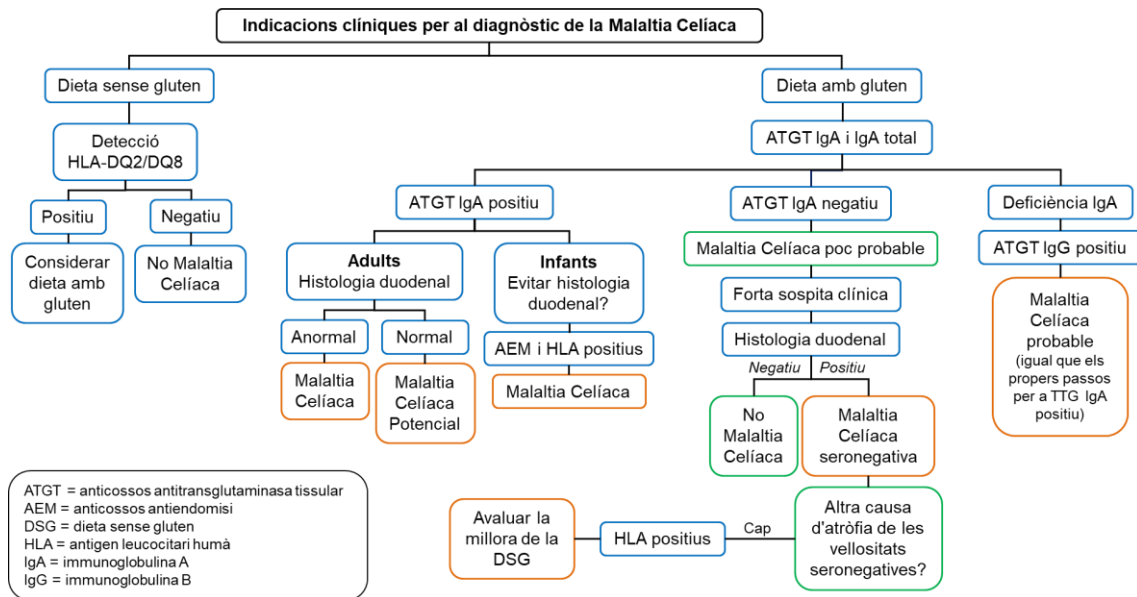 Indicacions clíniques per al diagnòstic de la Malaltia Celíaca
Dieta sense gluten
Dieta amb gluten
Detecció
HLA-DQ2/DQ8
ATGT IgA i IgA total
Positiu
Negatiu
Considerar
dieta amb
gluten
No Malaltia
Celíaca
ATGT IgA positiu
ATGT IgA negatiu
Deficiència IgA
Adults
Histologia duodenal
Infants
Evitar histologia
duodenal?
Malaltia Celíaca poc probable
ATGT IgG positiu
Anormal
Normal
AEM i HLA positius
Forta sospita clínica
Histologia duodenal
Malaltia
Celíaca
probable
(igual que els
propers passos
per a TTG IgA
positiu)
Malaltia
Celíaca
Malaltia
Celíaca
Potencial
Malaltia Celíaca
Negatiu
Positiu
No
Malaltia
Celíaca
Malaltia
Celíaca
seronegativa
ATGT = anticossos antitransglutaminasa tissular
AEM = anticossos antiendomisi
DSG = dieta sense gluten
HLA = antigen leucocitari humà
IgA = immunoglobulina A
IgG = immunoglobulina B
Avaluar la
millora de la
DSG
HLA positius
Cap
Altra causa
d'atròfia de les
vellositats
seronegatives?